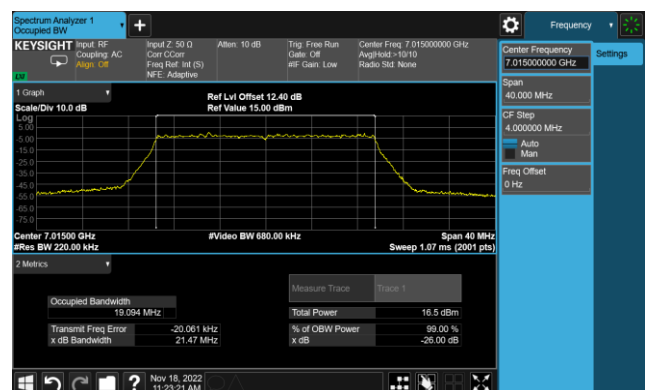 Spectrum Analyzer 1
Occupied BW
+
Frequency
KEYSIGHT
Input: RF
Coupling: AC
Align: Off
Input Z: 50 Ω
Corr CCorr
Freq Ref: Int (S)
NFE: Adaptive
Atten: 10 dB
Trig: Free Run
Gate: Off
#IF Gain: Low
Center Freq: 7.015000000 GHz
Avg|Hold:>10/10
Radio Std: None
1 Graph
Scale/Div 10.0 dB
Ref Lvl Offset 12.40 dB
Ref Value 15.00 dBm
Log
5.00
-5.00
-15.0
-25.0
-35.0
-45.0
-55.0
-65.0
-75.0
Center 7.01500 GHz
#Res BW 220.00 kHz
#Video BW 680.00 kHz
Span 40 MHz
Sweep 1.07 ms (2001 pts)
2 Metrics
Measure Trace
Trace 1
Occupied Bandwidth
19.094 MHz
Total Power 16.5 dBm
Transmit Freq Error -20.061 kHz
% of OBW Power 99.00 %
x dB Bandwidth 21.47 MHz
x dB -26.00 dB
Center Frequency
7.015000000 GHz
Settings
Span
40.000 MHz
CF Step
4.000000 MHz
Auto
Man
Freq Offset
0 Hz
?
Nov 18, 2022
11:23:21 AM